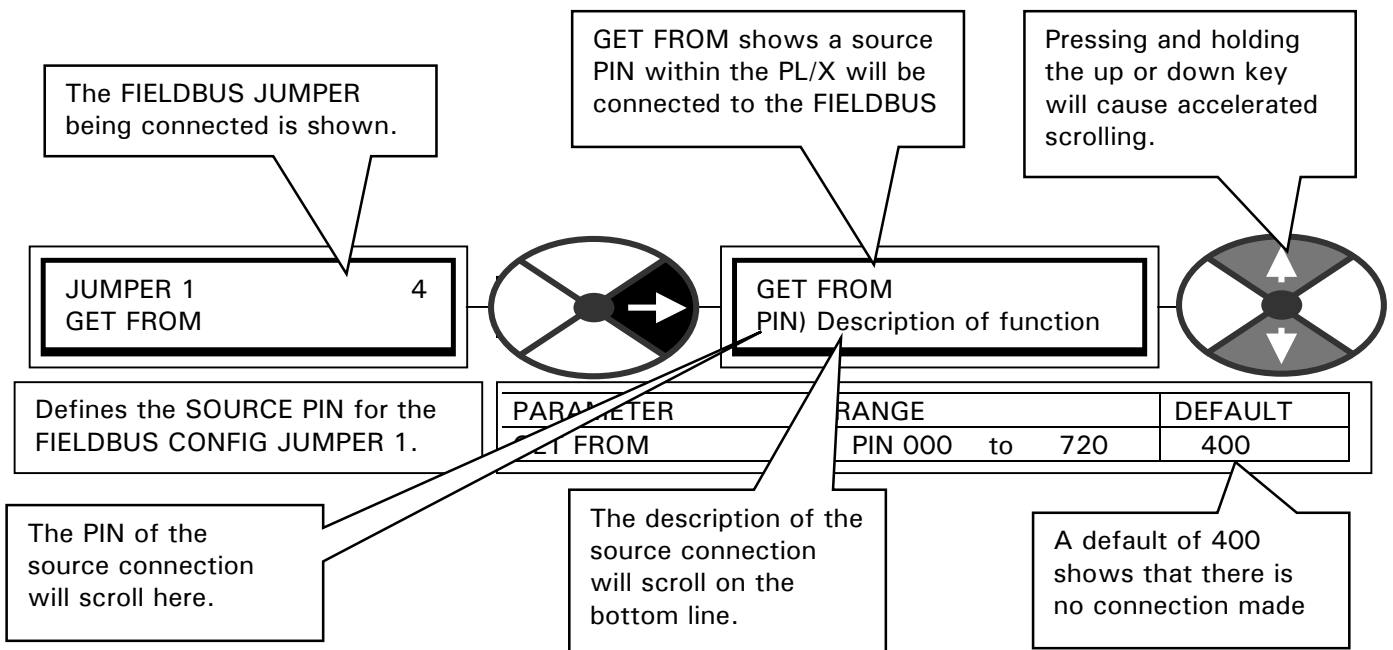 The FIELDBUS JUMPER
being connected is shown.
GET FROM shows a source
PIN within the PL/X will be
connected to the FIELDBUS
Pressing and holding
the up or down key
will cause accelerated
scrolling.
JUMPER 1 4
GET FROM
GET FROM
PIN) Description of function
Defines the SOURCE PIN for the
FIELDBUS CONFIG JUMPER 1.
PARAMETER RANGE DEFAULT
GET FROM PIN 000 to 720 400
The PIN of the
source connection
will scroll here.
The description of the
source connection
will scroll on the
bottom line.
A default of 400
shows that there is
no connection made